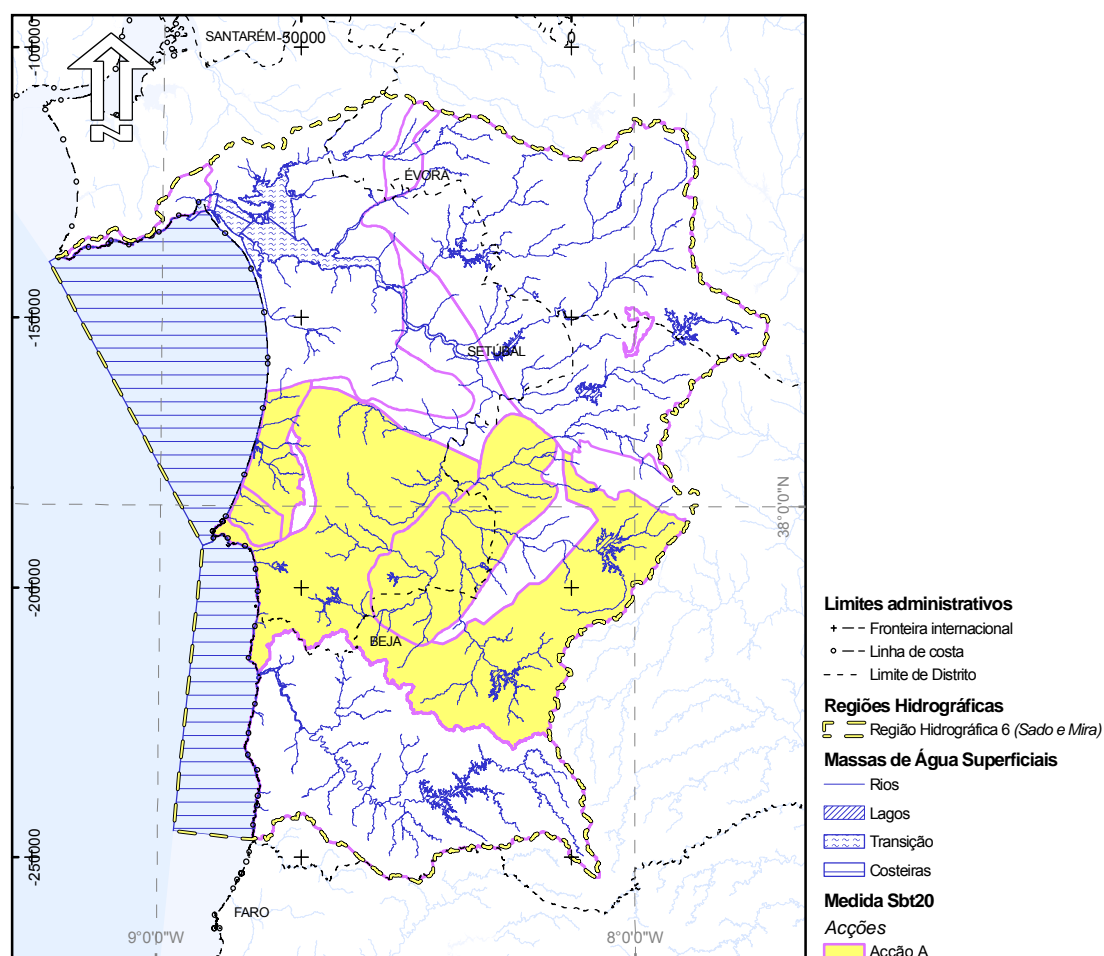 SANTARÉM
-50000
0
-100000
N
ÉVORA
-150000
SETÚBAL
38°0'0"N
-200000
BEJA
-250000
FARO
9°0'0"W
8°0'0"W
Limites administrativos
Fronteira internacional
Linha de costa
Limite de Distrito
Regiões Hidrográficas
Região Hidrográfica 6 (Sado e Mira)
Massas de Água Superficiais
Rios
Lagos
Transição
Costeiras
Medida Sbt20
Acções
Acção A